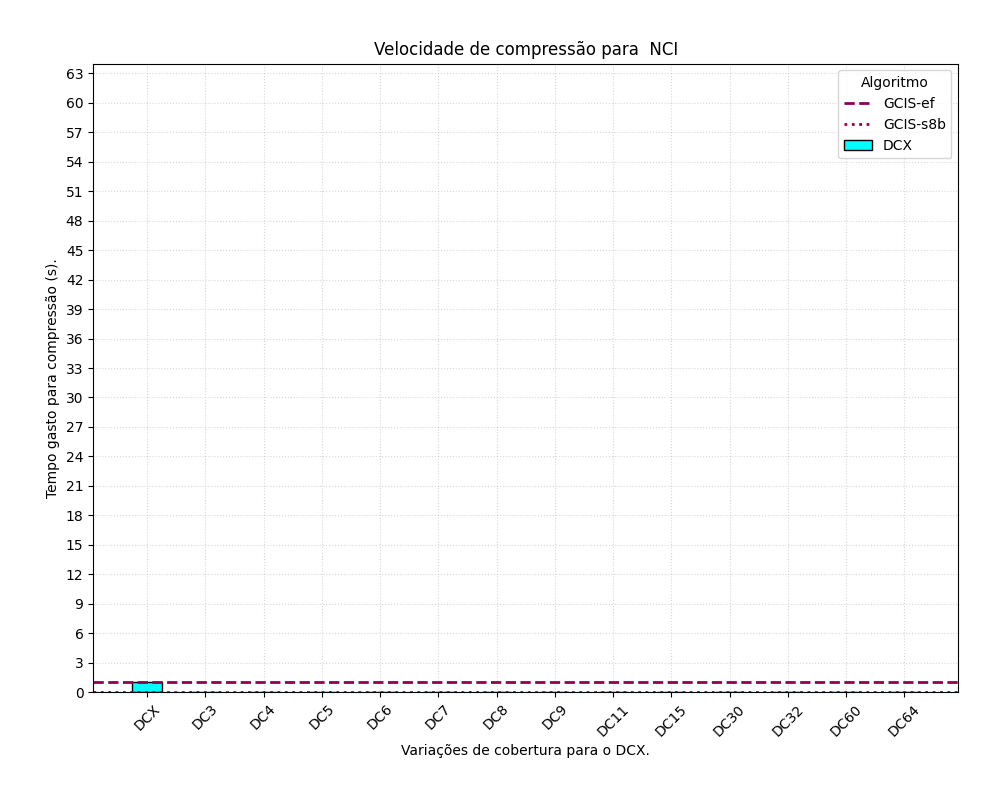 Velocidade de compressão para  NCI
Algoritmo
GCIS-ef
GCIS-s8b
DCX
Tempo gasto para compressão (s).
63
60
57
54
51
48
45
42
39
36
33
30
27
24
21
18
15
12
9
6
3
0
DCX
DC3
DC4
DC5
DC6
DC7
DC8
DC9
DC11
DC15
DC30
DC32
DC60
DC64
Variações de cobertura para o DCX.